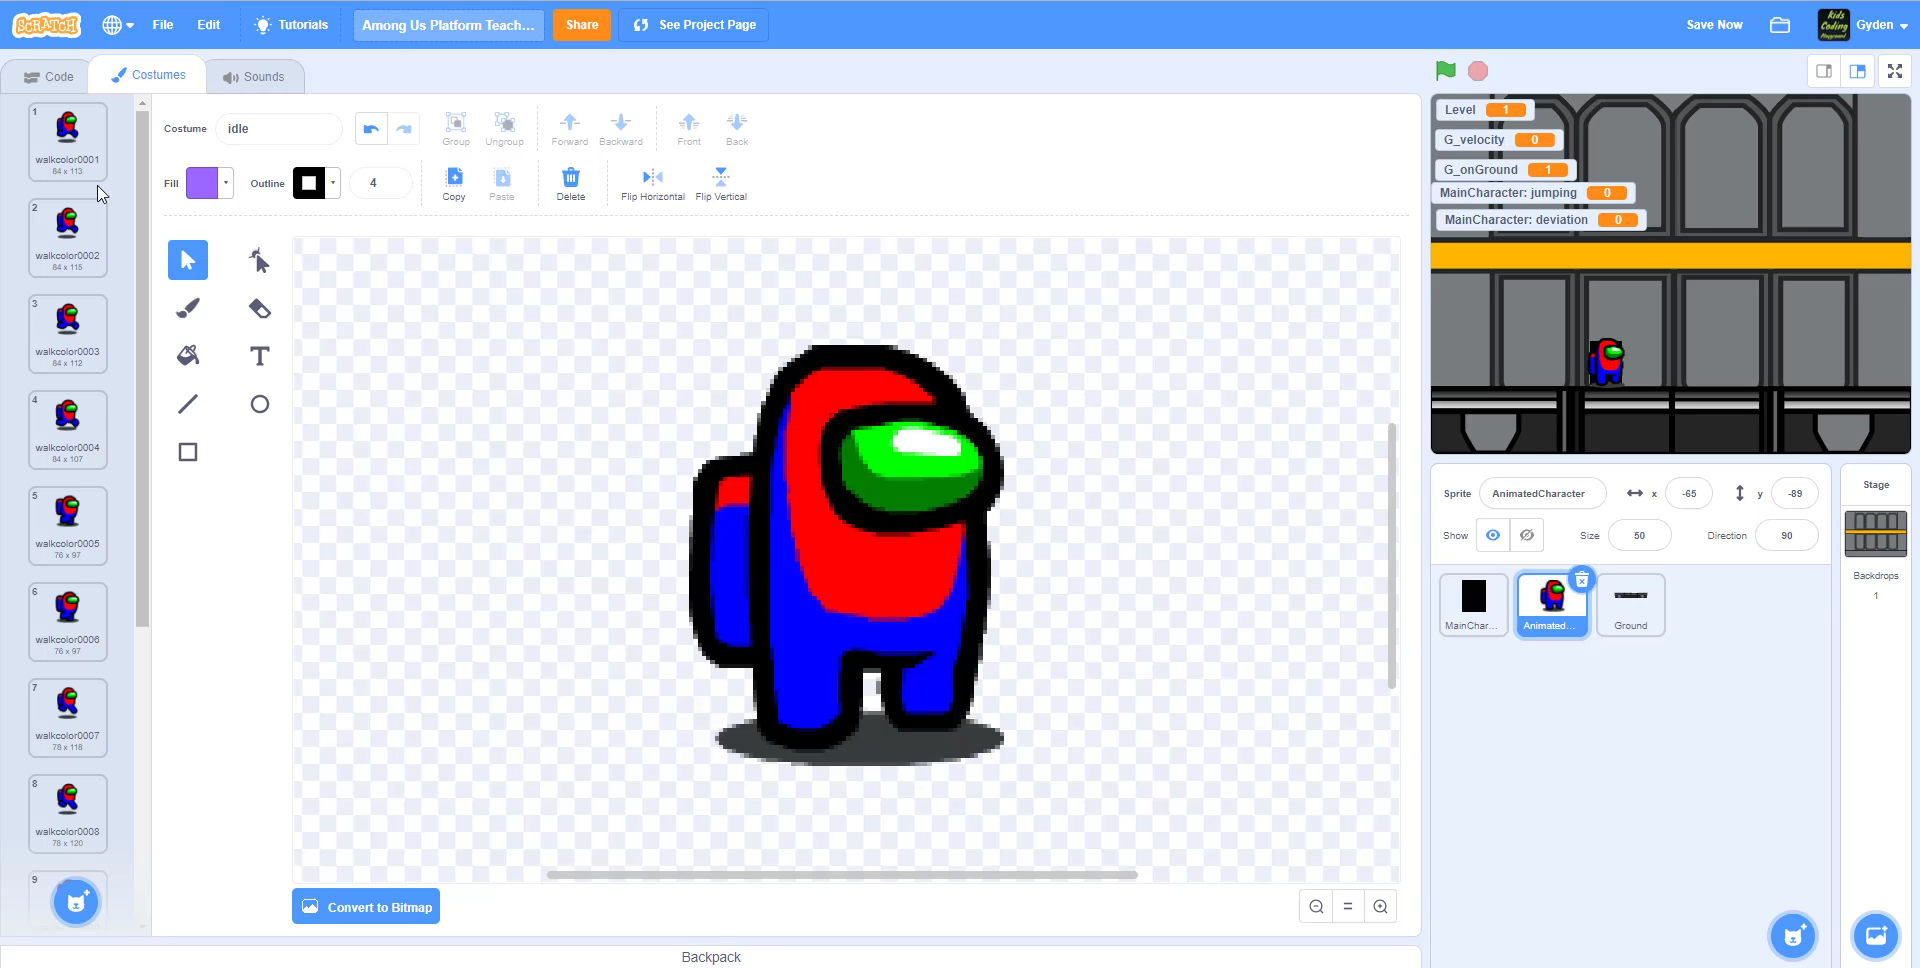 SCRATCH
File
Edit
Tutorials
Among Us Platform Teach...
Share
See Project Page
Save Now
Kids
Coding
Playground
Gyden
Code
Costumes
Sounds
1
walkcolor0001
84 x 113
2
walkcolor0002
84 x 115
3
walkcolor0003
84 x 112
4
walkcolor0004
84 x 107
5
walkcolor0005
76 x 97
6
walkcolor0006
76 x 97
7
walkcolor0007
78 x 118
8
walkcolor0008
78 x 120
9
Costume
idle
Group
Ungroup
Forward
Backward
Front
Back
Fill
Outline
4
Copy
Paste
Delete
Flip Horizontal
Flip Vertical
T
Convert to Bitmap
Backpack
Level 1
G_velocity 0
G_onGround 1
MainCharacter: jumping 0
MainCharacter: deviation 0
Sprite
AnimatedCharacter
x -65
y -89
Show
Size 50
Direction 90
MainChar...
Animated...
Ground
Stage
Backdrops
1